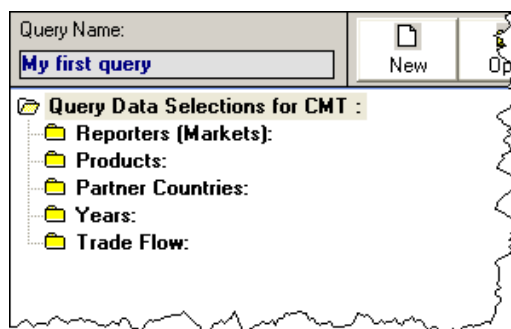 Query Name:
My first query
New
Op
Query Data Selections for CMT :
Reporters (Markets):
Products:
Partner Countries:
Years:
Trade Flow: